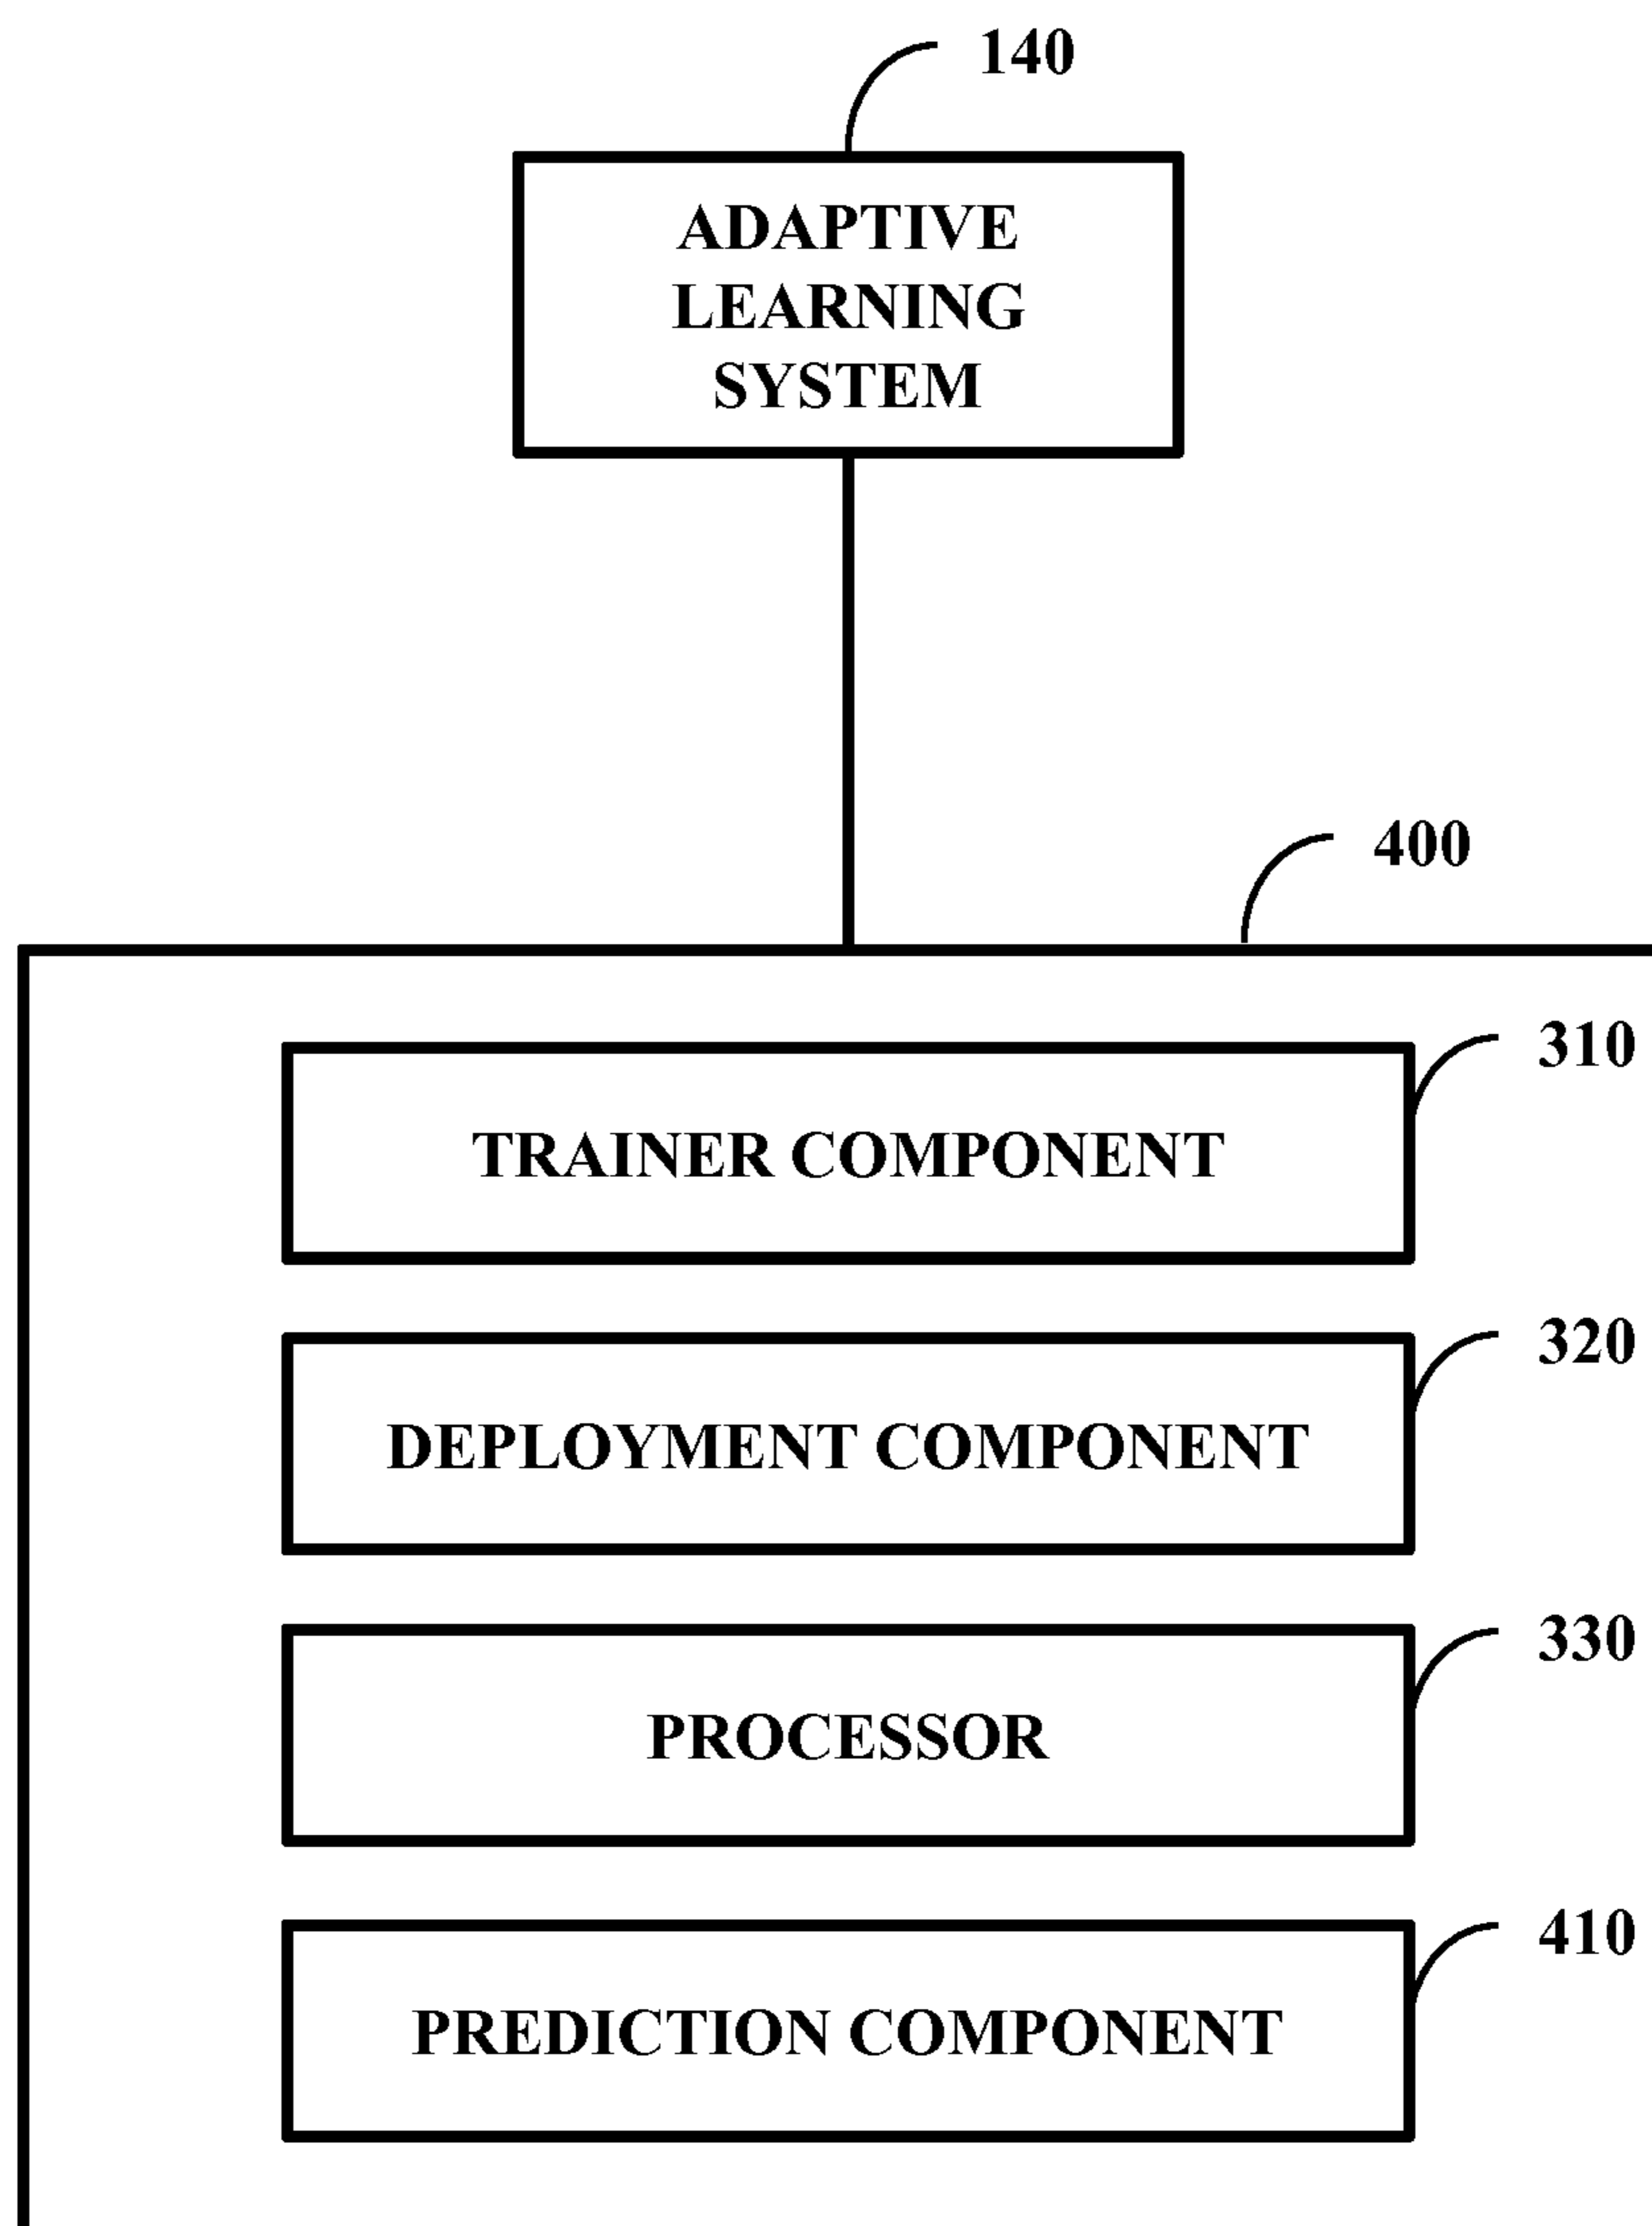 140
ADAPTIVE
LEARNING
SYSTEM
400
310
TRAINER COMPONENT
320
DEPLOYMENT COMPONENT
330
PROCESSOR
410
PREDICTION COMPONENT